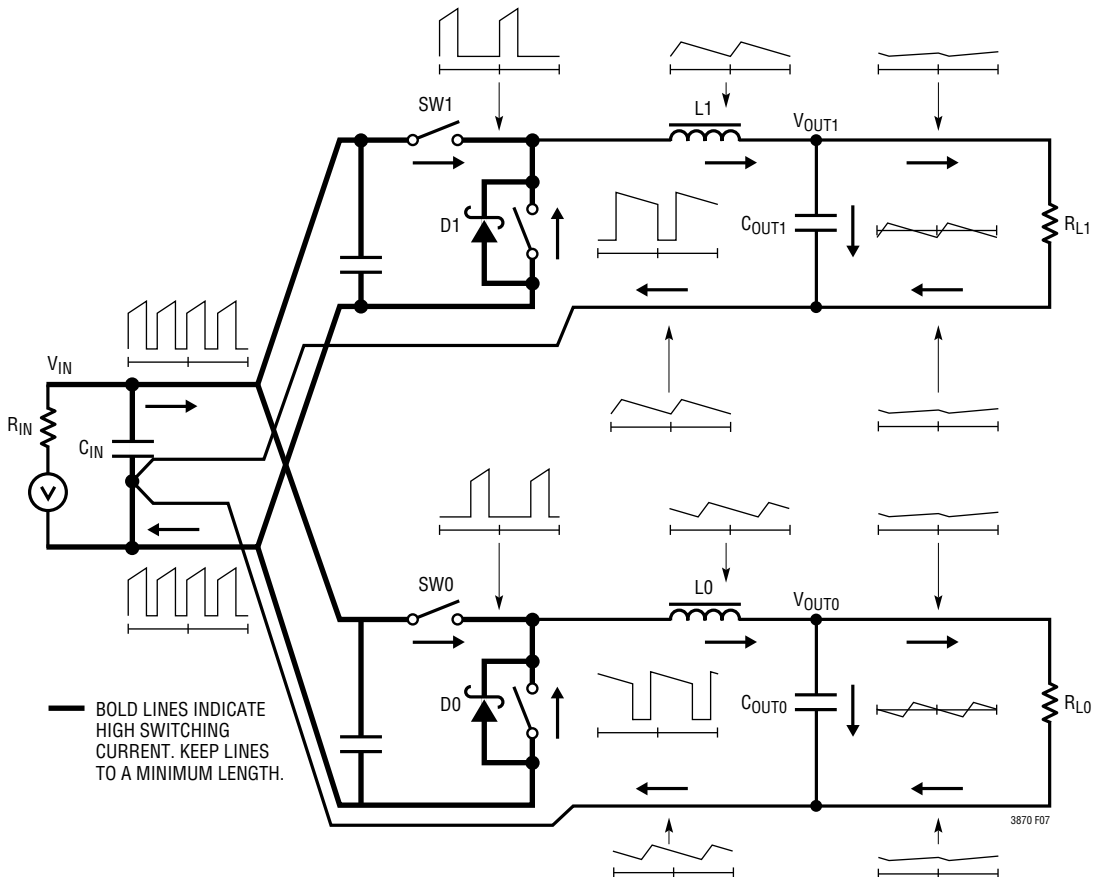 SW1
L1
VOUT1
D1
COUT1
RL1
VIN
RIN
CIN
SW0
L0
VOUT0
D0
COUT0
RL0
BOLD LINES INDICATE
HIGH SWITCHING
CURRENT. KEEP LINES
TO A MINIMUM LENGTH.
3870 F07